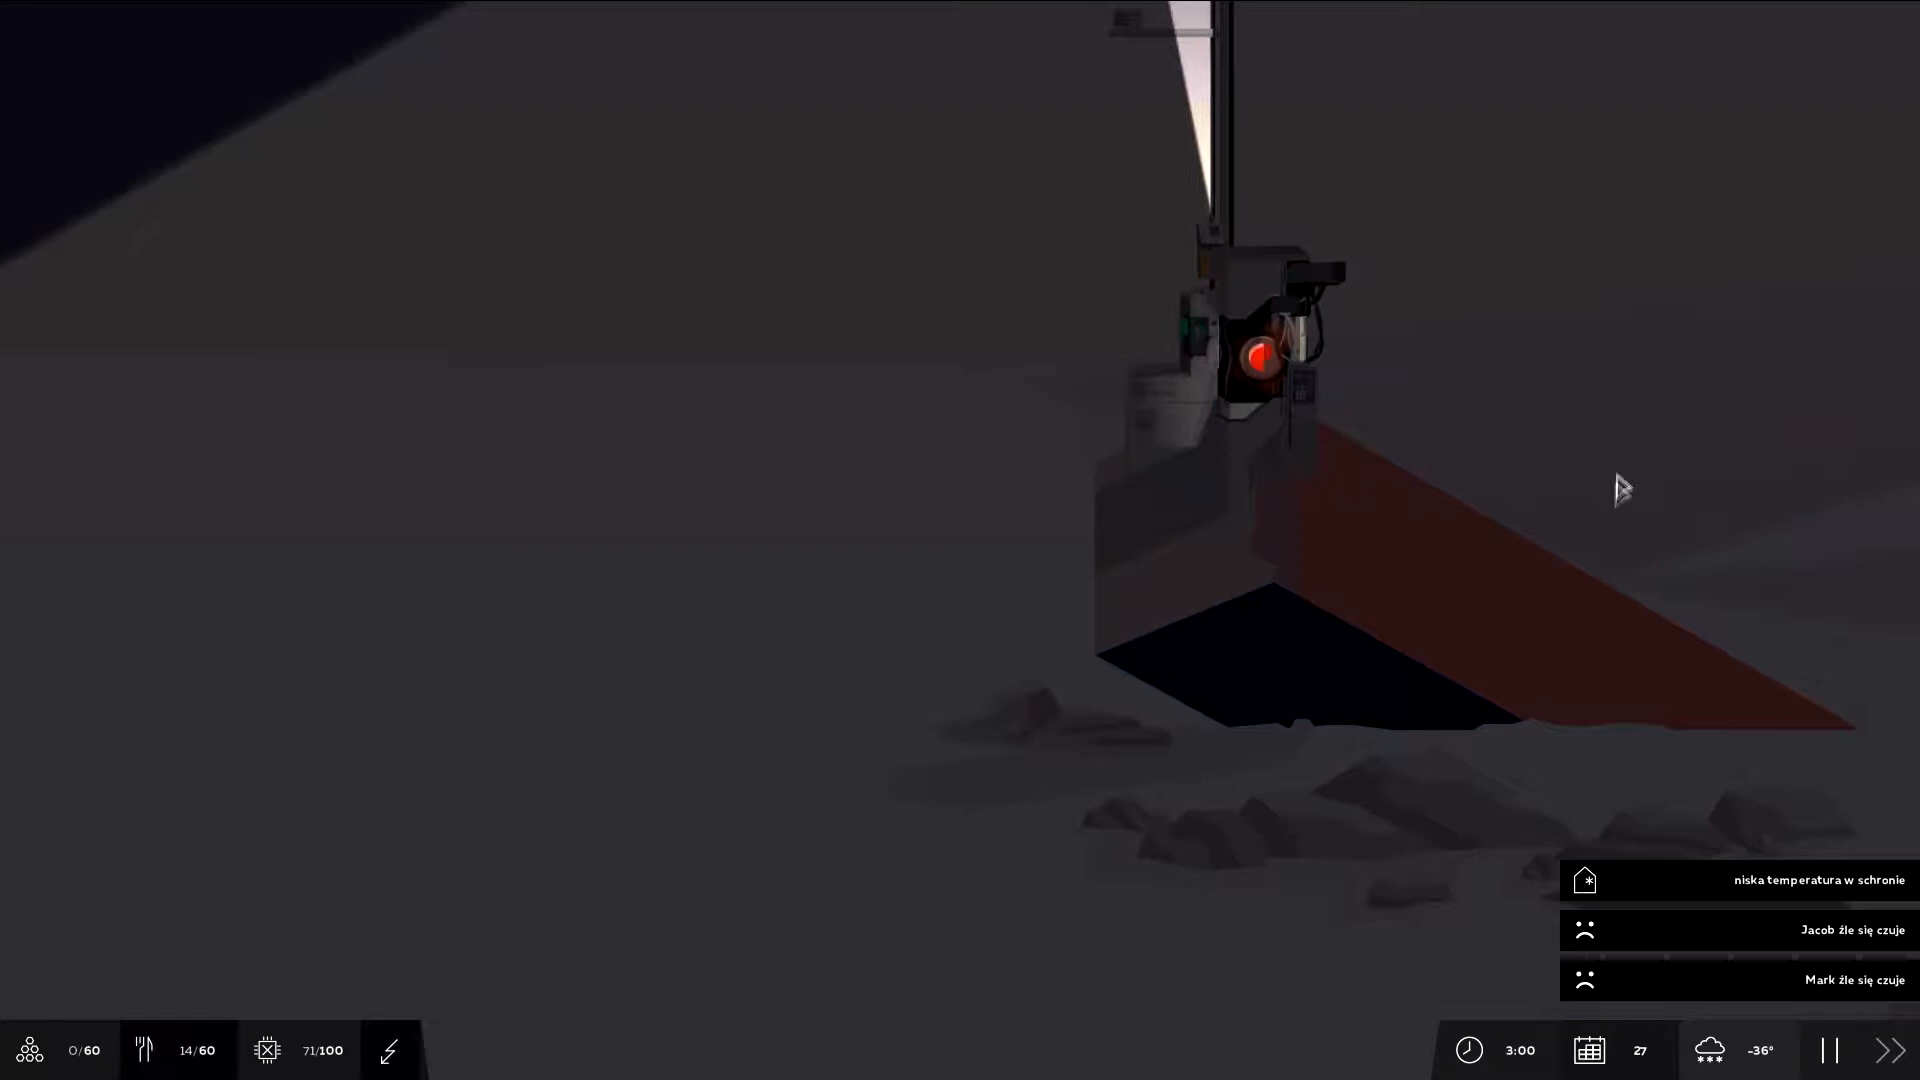 niska temperatura w schronie
Jacob źle się czuje
Mark źle się czuje
0/60
14/60
71/100
3:00
27
-36°